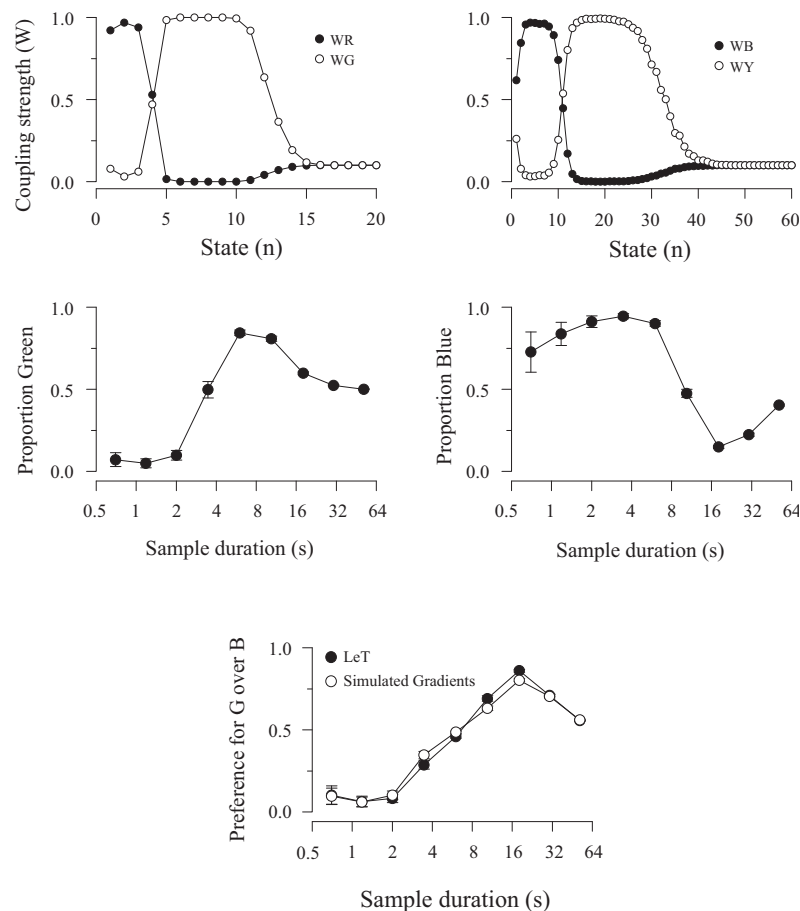 Coupling strength (W)
1.0
0.5
0.0
WR
WG
0 5 10 15 20
State (n)
1.0
0.5
0.0
WB
WY
0 10 20 30 40 50 60
State (n)
Proportion Green
1.0
0.5
0.0
0.5 1 2 4 8 16 32 64
Sample duration (s)
Proportion Blue
1.0
0.5
0.0
0.5 1 2 4 8 16 32 64
Sample duration (s)
Preference for G over B
1.0
0.5
0.0
LeT
Simulated Gradients
0.5 1 2 4 8 16 32 64
Sample duration (s)